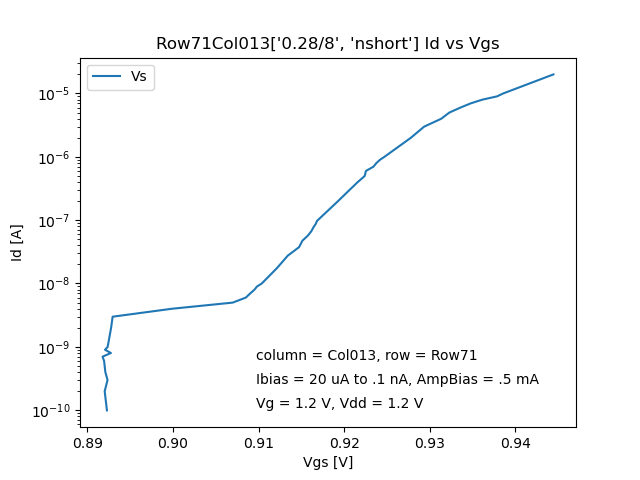 Row71Col013['0.28/8', 'nshort'] Id vs Vgs
Vs
10⁻⁵
10⁻⁶
10⁻⁷
10⁻⁸
10⁻⁹
10⁻¹⁰
Id [A]
column = Col013, row = Row71
Ibias = 20 uA to .1 nA, AmpBias = .5 mA
Vg = 1.2 V, Vdd = 1.2 V
0.89 0.90 0.91 0.92 0.93 0.94
Vgs [V]